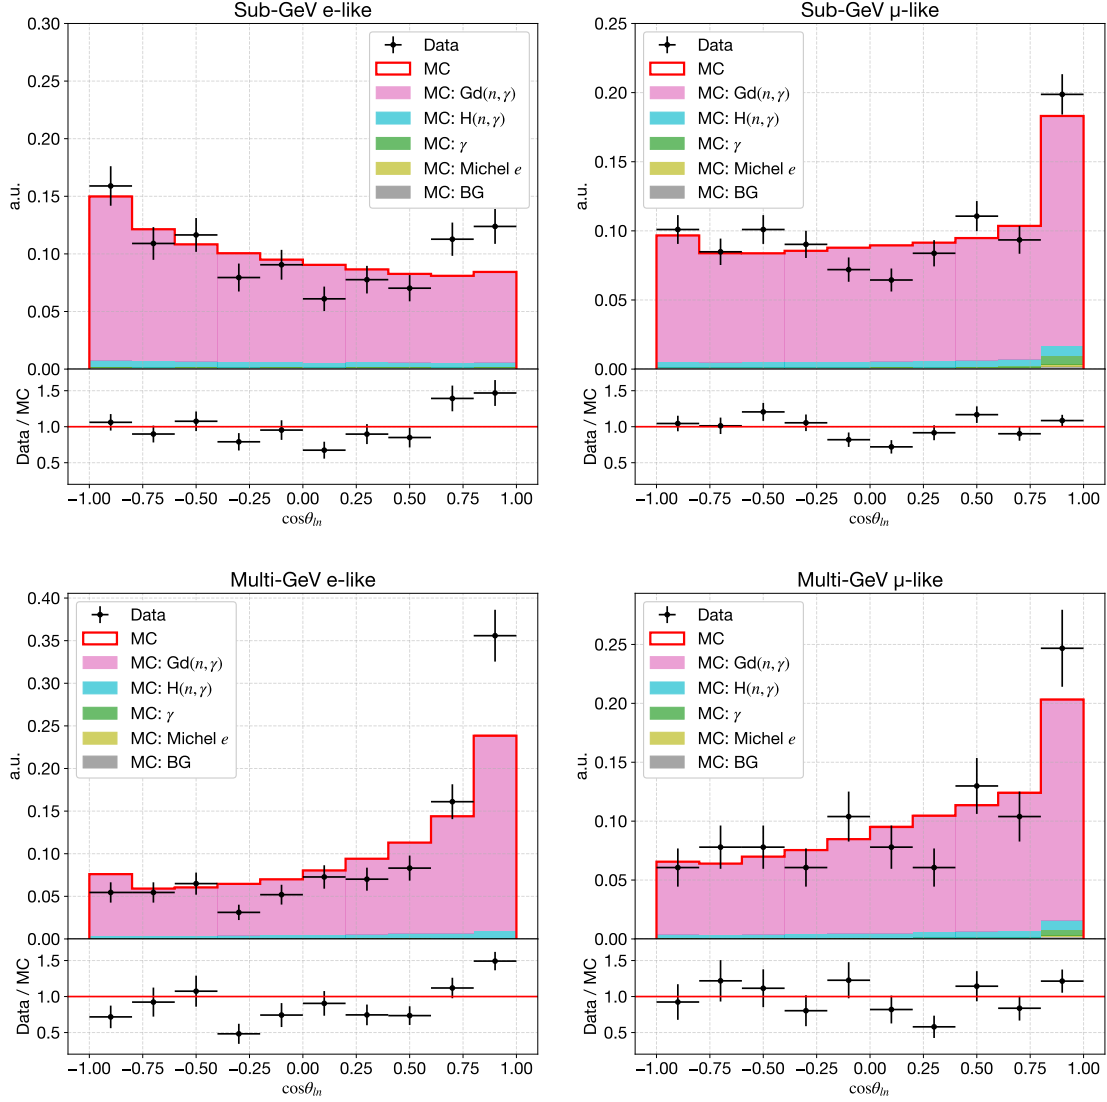 Sub-GeV e-like
a.u.
0.30
0.25
0.20
0.15
0.10
0.05
0.00
Data
MC
MC: Gd(n, γ)
MC: H(n, γ)
MC: γ
MC: Michel e
MC: BG
Data / MC
1.5
1.0
0.5
−1.00 −0.75 −0.50 −0.25 0.00 0.25 0.50 0.75 1.00
cosθln
Sub-GeV μ-like
a.u.
0.25
0.20
0.15
0.10
0.05
0.00
Data
MC
MC: Gd(n, γ)
MC: H(n, γ)
MC: γ
MC: Michel e
MC: BG
Data / MC
1.5
1.0
0.5
−1.00 −0.75 −0.50 −0.25 0.00 0.25 0.50 0.75 1.00
cosθln
Multi-GeV e-like
a.u.
0.40
0.35
0.30
0.25
0.20
0.15
0.10
0.05
0.00
Data
MC
MC: Gd(n, γ)
MC: H(n, γ)
MC: γ
MC: Michel e
MC: BG
Data / MC
1.5
1.0
0.5
−1.00 −0.75 −0.50 −0.25 0.00 0.25 0.50 0.75 1.00
cosθln
Multi-GeV μ-like
a.u.
0.25
0.20
0.15
0.10
0.05
0.00
Data
MC
MC: Gd(n, γ)
MC: H(n, γ)
MC: γ
MC: Michel e
MC: BG
Data / MC
1.5
1.0
0.5
−1.00 −0.75 −0.50 −0.25 0.00 0.25 0.50 0.75 1.00
cosθln